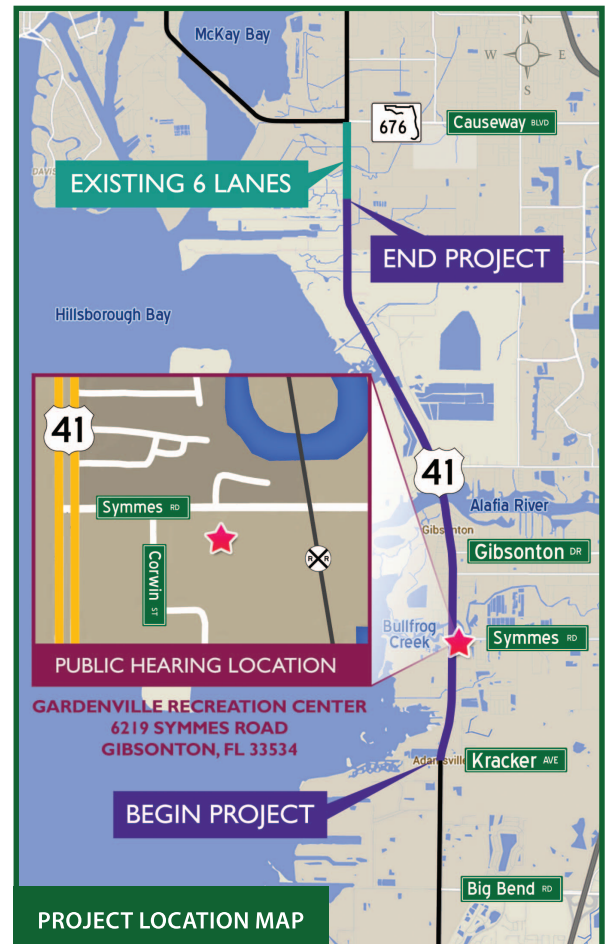 McKay Bay
N
W E
S
676
Causeway BLVD
DAVIS
EXISTING 6 LANES
END PROJECT
Hillsborough Bay
41
Symmes RD
Corwin ST
R R
PUBLIC HEARING LOCATION
GARDENVILLE RECREATION CENTER
6219 SYMMES ROAD
GIBSONTON, FL 33534
41
Alafia River
Gibsonton
Gibsonton DR
Bullfrog
Creek
Symmes RD
Adamsville
Kracker AVE
BEGIN PROJECT
Big Bend RD
PROJECT LOCATION MAP